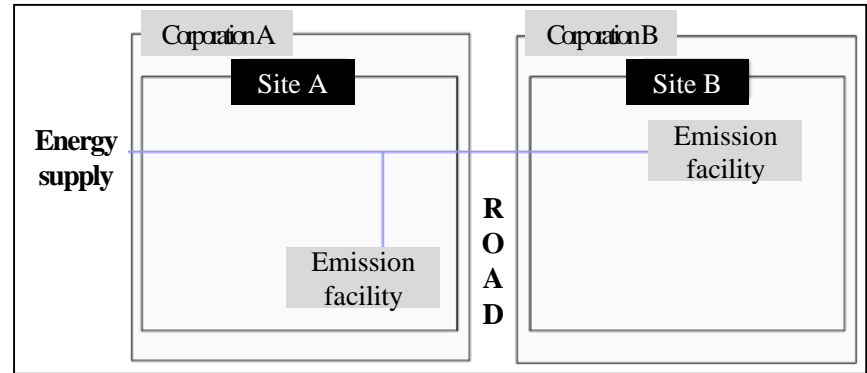 Corporation A
Corporation B
Site A
Site B
Energy
supply
Emission
facility
Emission
facility
R
O
A
D